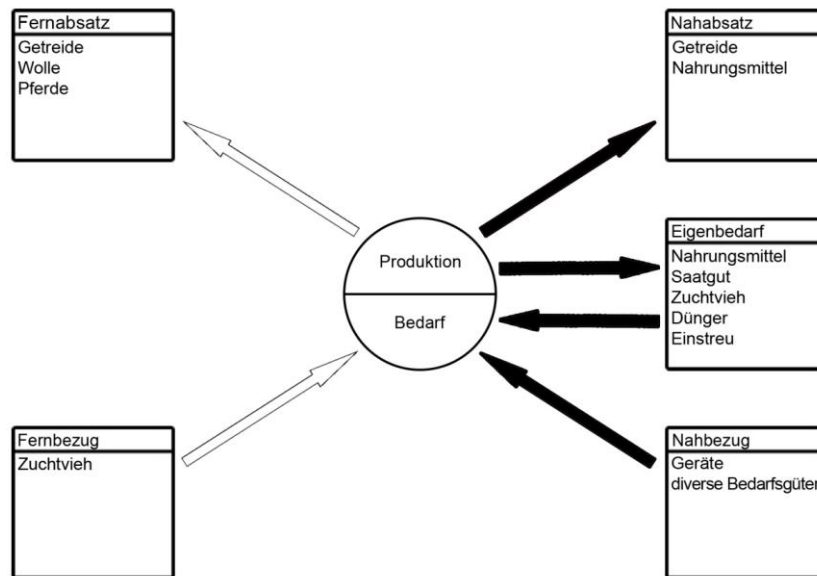 Fernabsatz
Getreide
Wolle
Pferde
Nahabsatz
Getreide
Nahrungsmittel
Produktion
Bedarf
Eigenbedarf
Nahrungsmittel
Saatgut
Zuchtvieh
Dünger
Einstreu
Fernbezug
Zuchtvieh
Nahbezug
Geräte
diverse Bedarfsgüter